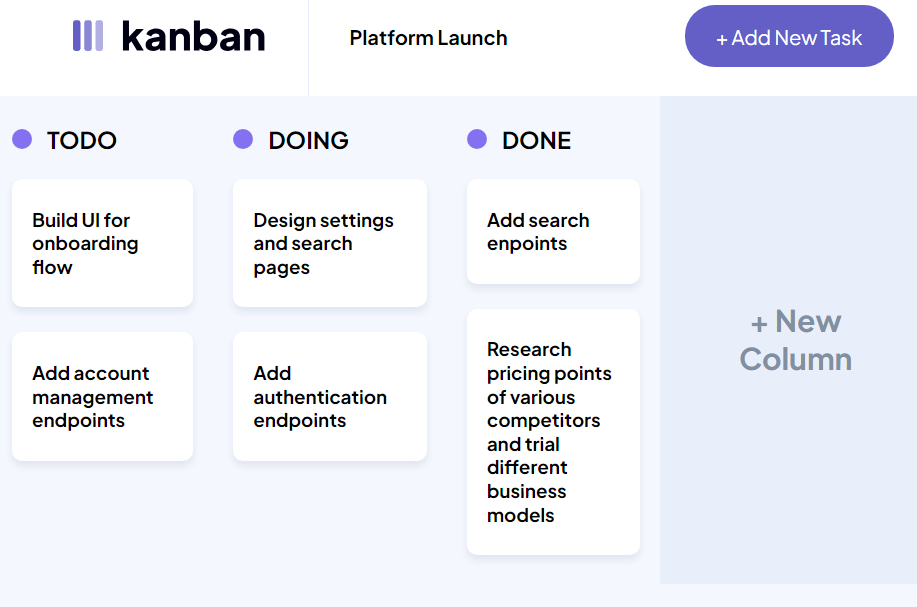 kanban
Platform Launch
+ Add New Task
TODO
Build UI for
onboarding
flow
Add account
management
endpoints
DOING
Design settings
and search
pages
Add
authentication
endpoints
DONE
Add search
enpoints
Research
pricing points
of various
competitors
and trial
different
business
models
+ New
Column